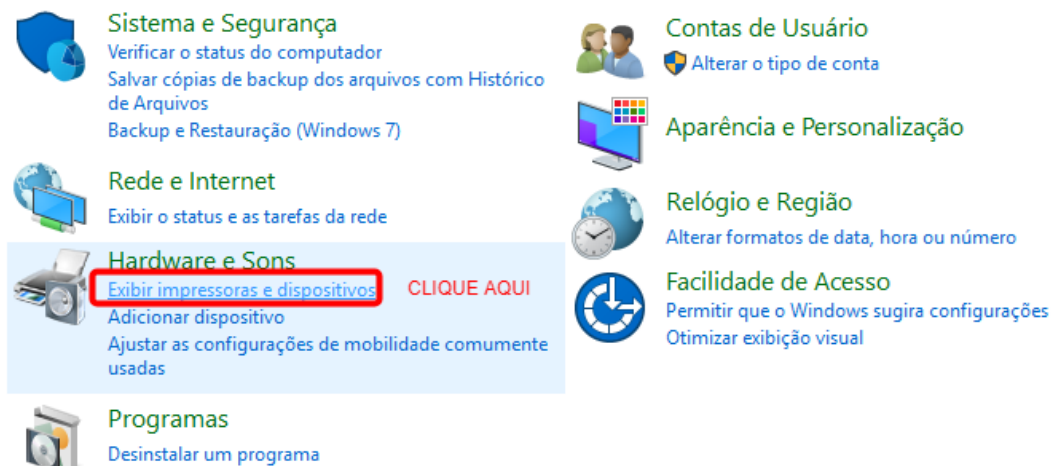 Sistema e Segurança
Verificar o status do computador
Salvar cópias de backup dos arquivos com Histórico
de Arquivos
Backup e Restauração (Windows 7)
Rede e Internet
Exibir o status e as tarefas da rede
Hardware e Sons
Exibir impressoras e dispositivos CLIQUE AQUI
Adicionar dispositivo
Ajustar as configurações de mobilidade comumente
usadas
Programas
Desinstalar um programa
Contas de Usuário
Alterar o tipo de conta
Aparência e Personalização
Relógio e Região
Alterar formatos de data, hora ou número
Facilidade de Acesso
Permitir que o Windows sugira configurações
Otimizar exibição visual